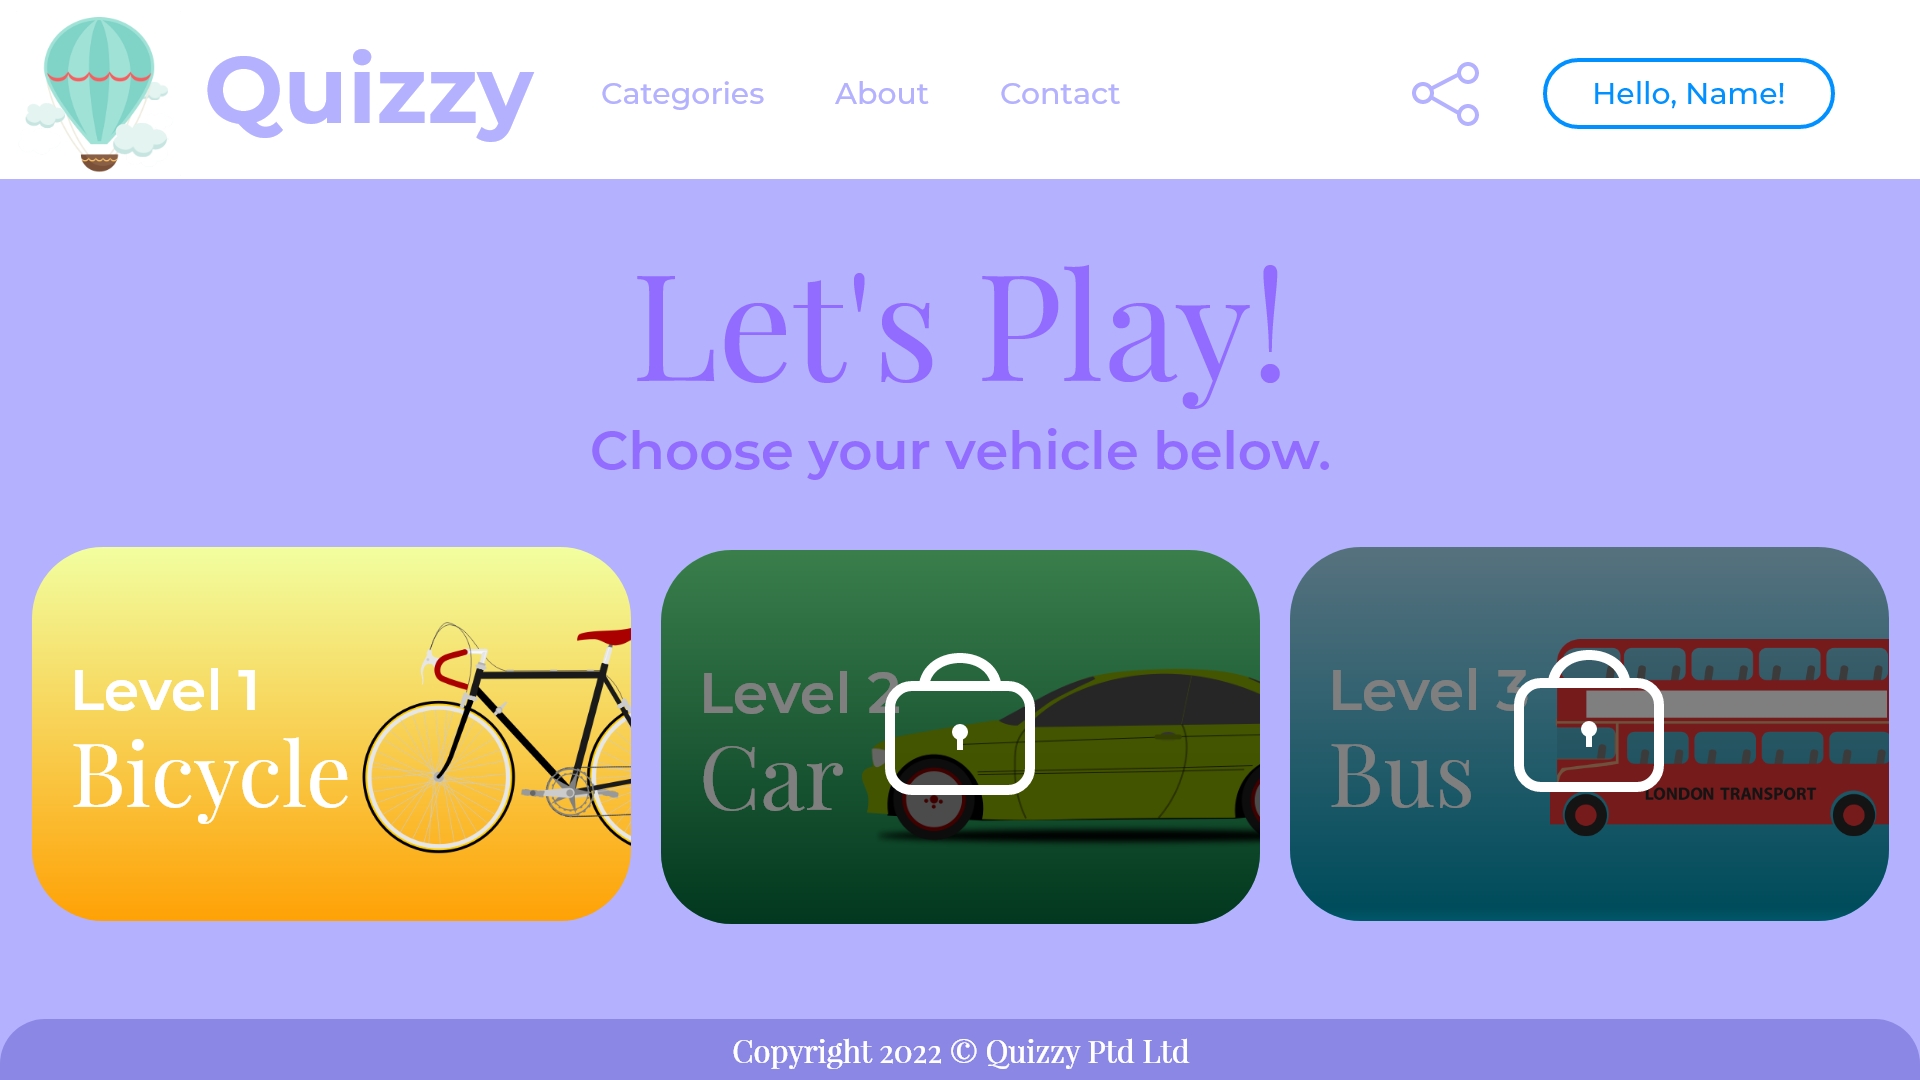 Quizzy
Categories About Contact
Hello, Name!
Let's Play!
Choose your vehicle below.
Level 1
Bicycle
Level 2
Car
Level 3
Bus
LONDON TRANSPORT
Copyright 2022 © Quizzy Ptd Ltd